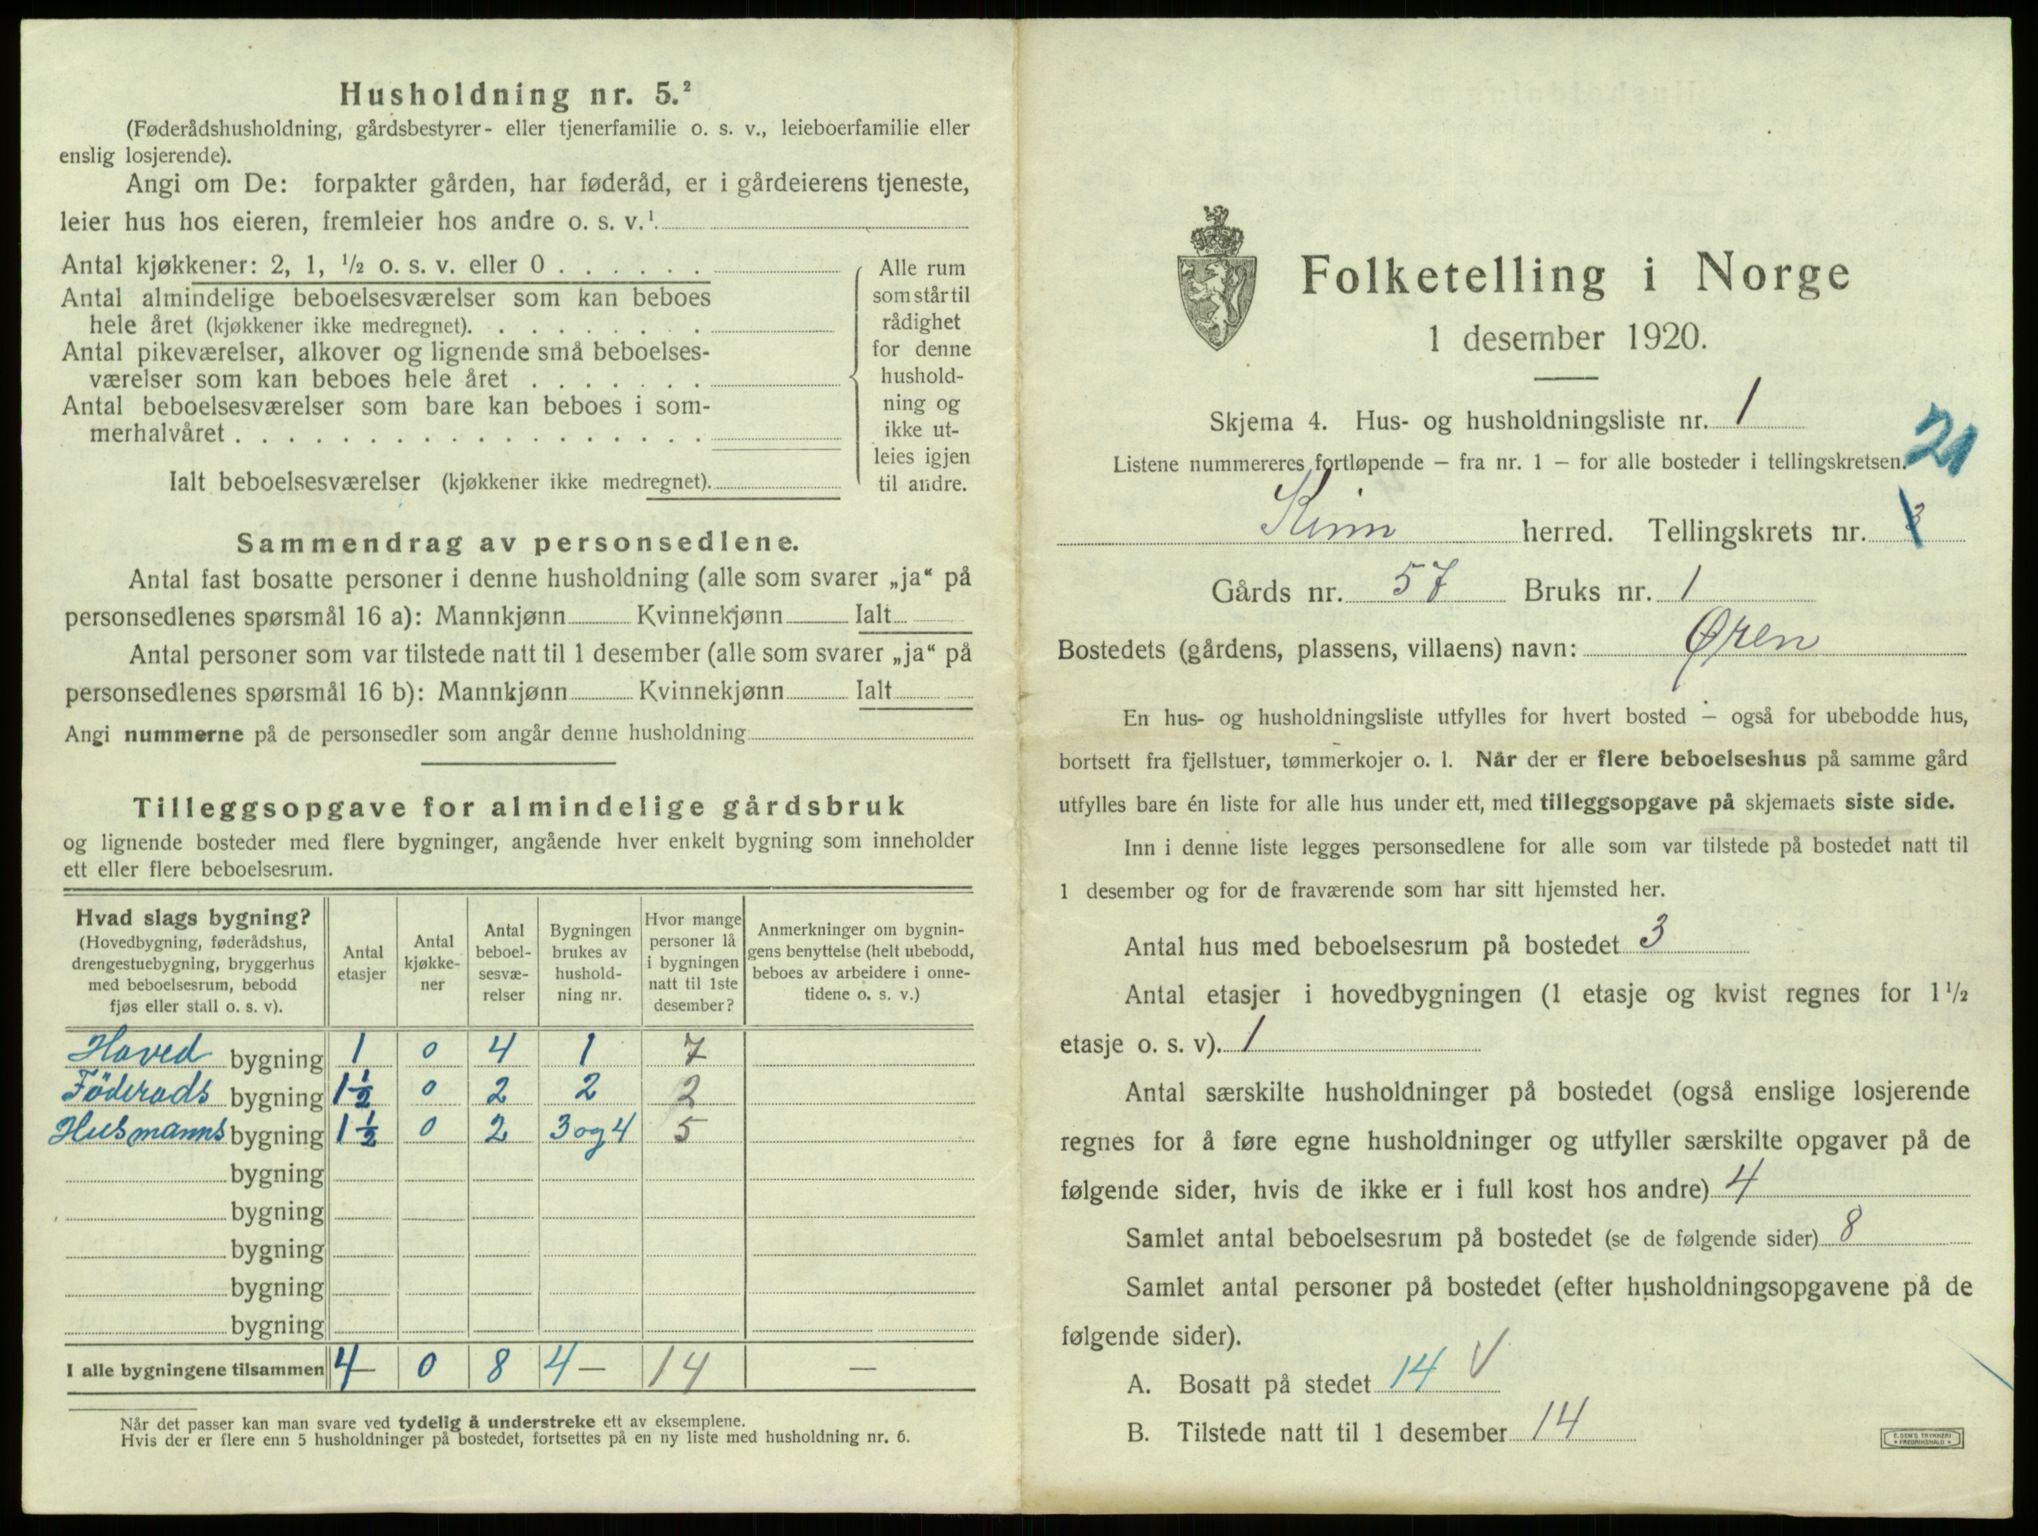 Husholdning nr. 5.²
(Føderådshusholdning, gårdsbestyrer- eller tjenerfamilie o. s. v., leieboerfamilie eller
enslig losjerende).
Angi om De: forpakter gården, har føderåd, er i gårdeierens tjeneste,
leier hus hos eieren, fremleier hos andre o. s. v.¹
Antal kjøkkener: 2, 1, ½ o. s. v. eller 0 . . . . . .
Antal almindelige beboelsesværelser som kan beboes
hele året (kjøkkener ikke medregnet). . . . . . . . .
Antal pikeværelser, alkover og lignende små beboelses-
værelser som kan beboes hele året . . . . . . .
Antal beboelsesværelser som bare kan beboes i som-
merhalvåret . . . . . . . . . . . . . . . . . .
Ialt beboelsesværelser (kjøkkener ikke medregnet).
Alle rum
som står til
rådighet
for denne
hushold-
ning og
ikke ut-
leies igjen
til andre.
Sammendrag av personsedlene.
Antal fast bosatte personer i denne husholdning (alle som svarer „ja“ på
personsedlenes spørsmål 16 a): Mannkjønn Kvinnekjønn Ialt
Antal personer som var tilstede natt til 1 desember (alle som svarer „ja“ på
personsedlenes spørsmål 16 b): Mannkjønn Kvinnekjønn Ialt
Angi nummerne på de personsedler som angår denne husholdning
Tilleggsopgave for almindelige gårdsbruk
og lignende bosteder med flere bygninger, angående hver enkelt bygning som inneholder
ett eller flere beboelsesrum.
Hvad slags bygning?
(Hovedbygning, føderådshus,
drengestuebygning, bryggerhus
med beboelsesrum, bebodd
fjøs eller stall o. s. v).
Antal
etasjer
Antal
kjøkke-
ner
Antal
beboel-
sesvæ-
relser
Bygningen
brukes av
hushold-
ning nr.
Hvor mange
personer lå
i bygningen
natt til 1ste
desember?
Anmerkninger om bygnin-
gens benyttelse (helt ubebodd,
beboes av arbeidere i onne-
tidene o. s. v.)
Hoved bygning 1 0 4 1 7
Föderads bygning 1½ 0 2 2 2
Husmanns bygning 1½ 0 2 3 og 4 5
bygning
bygning
bygning
bygning
bygning
I alle bygningene tilsammen 4 — 0 8 4 — 14 —
Når det passer kan man svare ved tydelig å understreke ett av eksemplene.
Hvis der er flere enn 5 husholdninger på bostedet, fortsettes på en ny liste med husholdning nr. 6.
Folketelling i Norge
1 desember 1920.
Skjema 4. Hus- og husholdningsliste nr. 1
21
Listene nummereres fortløpende – fra nr. 1 – for alle bosteder i tellingskretsen.
Kinn herred. Tellingskrets nr. 3
Gårds nr. 57 Bruks nr. 1
Bostedets (gårdens, plassens, villaens) navn: Øren
En hus- og husholdningsliste utfylles for hvert bosted – også for ubebodde hus,
bortsett fra fjellstuer, tømmerkojer o. l. Når der er flere beboelseshus på samme gård
utfylles bare én liste for alle hus under ett, med tilleggsopgave på skjemaets siste side.
Inn i denne liste legges personsedlene for alle som var tilstede på bostedet natt til
1 desember og for de fraværende som har sitt hjemsted her.
Antal hus med beboelsesrum på bostedet 3
Antal etasjer i hovedbygningen (1 etasje og kvist regnes for 1½
etasje o. s. v). 1
Antal særskilte husholdninger på bostedet (også enslige losjerende
regnes for å føre egne husholdninger og utfyller særskilte opgaver på de
følgende sider, hvis de ikke er i full kost hos andre) 4
Samlet antal beboelsesrum på bostedet (se de følgende sider) 8
Samlet antal personer på bostedet (efter husholdningsopgavene på de
følgende sider).
A. Bosatt på stedet 14 V
B. Tilstede natt til 1 desember 14
E. SEM'S TRYKKERI
FREDRIKSHALD